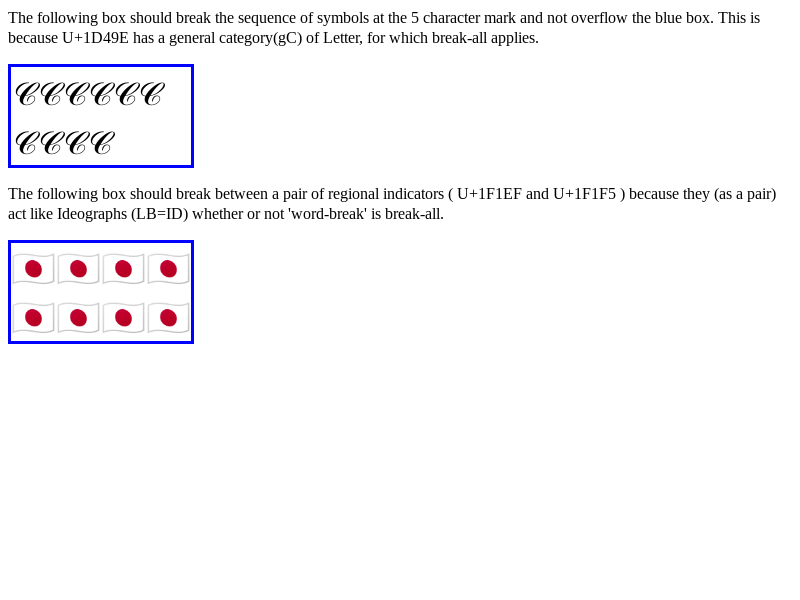 The following box should break the sequence of symbols at the 5 character mark and not overflow the blue box. This is
because U+1D49E has a general category(gC) of Letter, for which break-all applies.
𝒞𝒞𝒞𝒞𝒞𝒞
𝒞𝒞𝒞𝒞
The following box should break between a pair of regional indicators ( U+1F1EF and U+1F1F5 ) because they (as a pair)
act like Ideographs (LB=ID) whether or not 'word-break' is break-all.
🇯🇵🇯🇵🇯🇵🇯🇵
🇯🇵🇯🇵🇯🇵🇯🇵